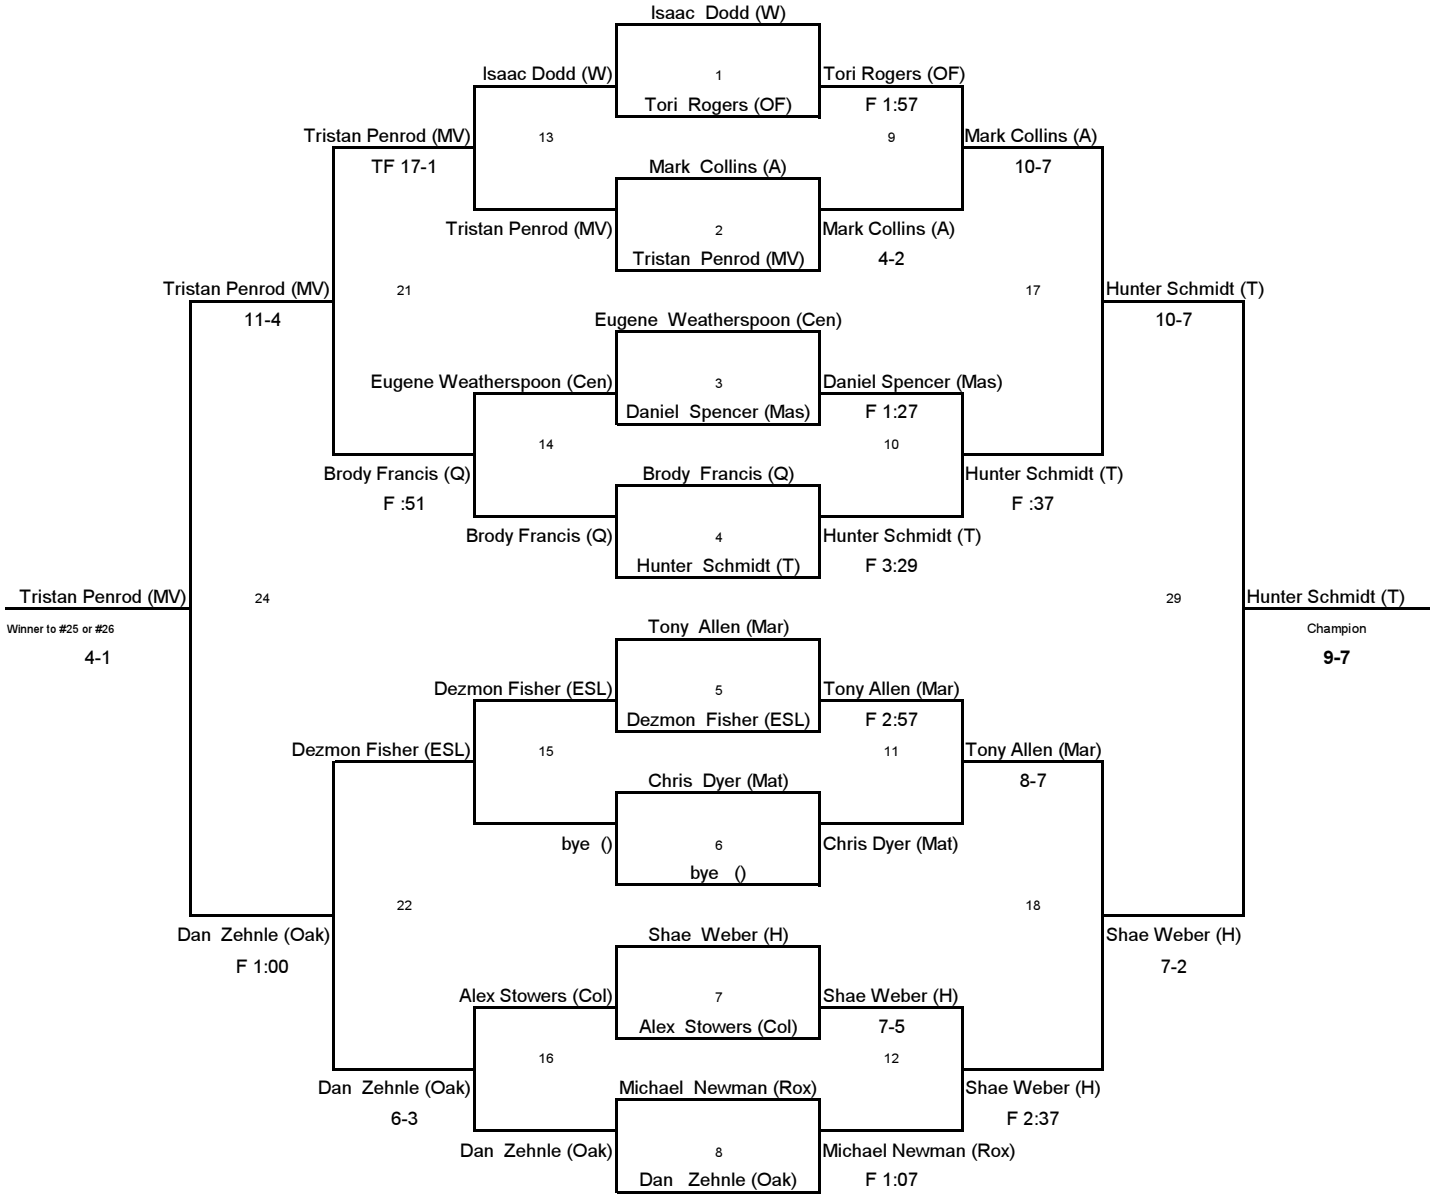 Isaac  Dodd (W)
Isaac Dodd (W)
1
Tori Rogers (OF)
Tori  Rogers (OF)
F 1:57
Tristan Penrod (MV)
13
9
Mark Collins (A)
TF 17-1
Mark  Collins (A)
10-7
Tristan Penrod (MV)
2
Mark Collins (A)
Tristan  Penrod (MV)
4-2
Tristan Penrod (MV)
21
17
Hunter Schmidt (T)
11-4
Eugene  Weatherspoon (Cen)
10-7
Eugene Weatherspoon (Cen)
3
Daniel Spencer (Mas)
Daniel  Spencer (Mas)
F 1:27
14
10
Brody Francis (Q)
Brody  Francis (Q)
Hunter Schmidt (T)
F :51
F :37
Brody Francis (Q)
4
Hunter Schmidt (T)
Hunter  Schmidt (T)
F 3:29
Tristan Penrod (MV)
24
29
Hunter Schmidt (T)
Winner to #25 or #26
Tony  Allen (Mar)
Champion
4-1
9-7
Dezmon Fisher (ESL)
5
Tony Allen (Mar)
Dezmon  Fisher (ESL)
F 2:57
Dezmon Fisher (ESL)
15
11
Tony Allen (Mar)
Chris  Dyer (Mat)
8-7
bye  ()
6
Chris Dyer (Mat)
bye   ()
22
18
Dan  Zehnle (Oak)
Shae  Weber (H)
Shae Weber (H)
F 1:00
7-2
Alex Stowers (Col)
7
Shae Weber (H)
Alex  Stowers (Col)
7-5
16
12
Dan  Zehnle (Oak)
Michael  Newman (Rox)
Shae Weber (H)
6-3
F 2:37
Dan  Zehnle (Oak)
8
Michael Newman (Rox)
Dan   Zehnle (Oak)
F 1:07